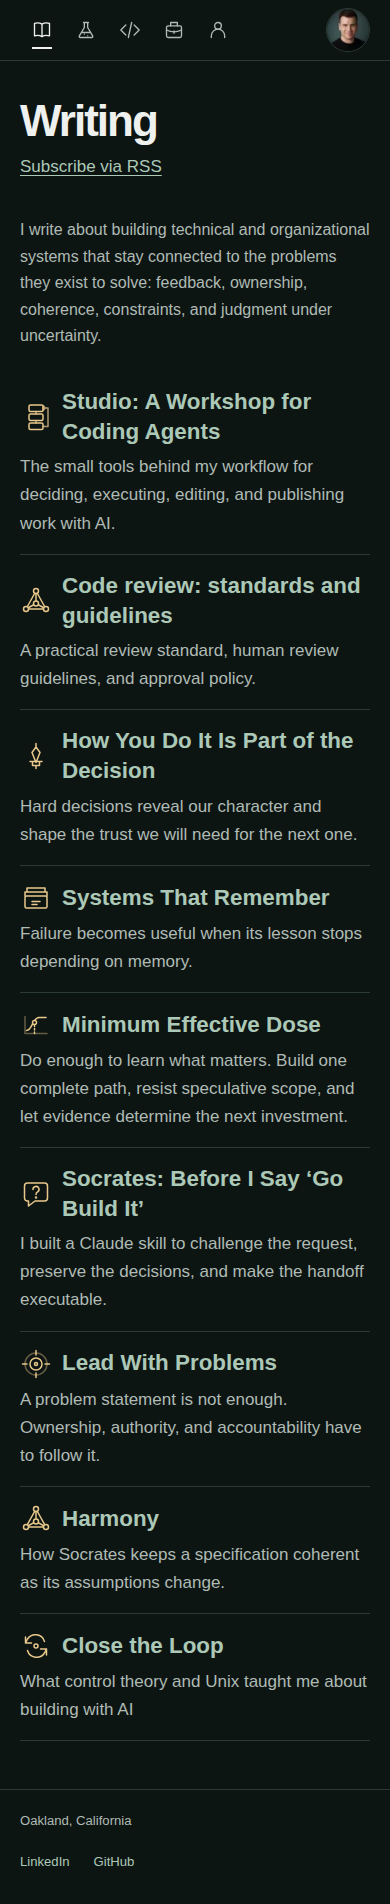 Writing
Subscribe via RSS
I write about building technical and organizational
systems that stay connected to the problems
they exist to solve: feedback, ownership,
coherence, constraints, and judgment under
uncertainty.
Studio: A Workshop for
Coding Agents
The small tools behind my workflow for
deciding, executing, editing, and publishing
work with AI.
Code review: standards and
guidelines
A practical review standard, human review
guidelines, and approval policy.
How You Do It Is Part of the
Decision
Hard decisions reveal our character and
shape the trust we will need for the next one.
Systems That Remember
Failure becomes useful when its lesson stops
depending on memory.
Minimum Effective Dose
Do enough to learn what matters. Build one
complete path, resist speculative scope, and
let evidence determine the next investment.
Socrates: Before I Say ‘Go
Build It’
I built a Claude skill to challenge the request,
preserve the decisions, and make the handoff
executable.
Lead With Problems
A problem statement is not enough.
Ownership, authority, and accountability have
to follow it.
Harmony
How Socrates keeps a specification coherent
as its assumptions change.
Close the Loop
What control theory and Unix taught me about
building with AI
Oakland, California
LinkedIn GitHub